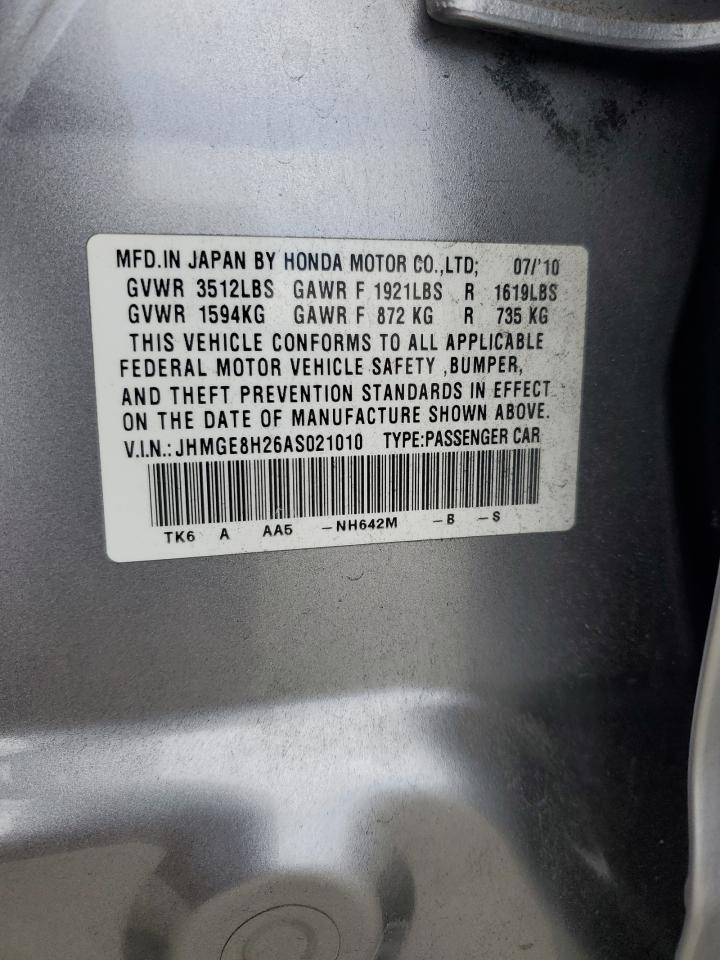 MFD.IN JAPAN BY HONDA MOTOR CO.,LTD; 07/'10
GVWR 3512LBS GAWR F 1921LBS R 1619LBS
GVWR 1594KG GAWR F 872 KG R 735 KG
THIS VEHICLE CONFORMS TO ALL APPLICABLE
FEDERAL MOTOR VEHICLE SAFETY ,BUMPER,
AND THEFT PREVENTION STANDARDS IN EFFECT
ON THE DATE OF MANUFACTURE SHOWN ABOVE.
V.I.N.: JHMGE8H26AS021010 TYPE:PASSENGER CAR
TK6 A AA5 -NH642M -B -S